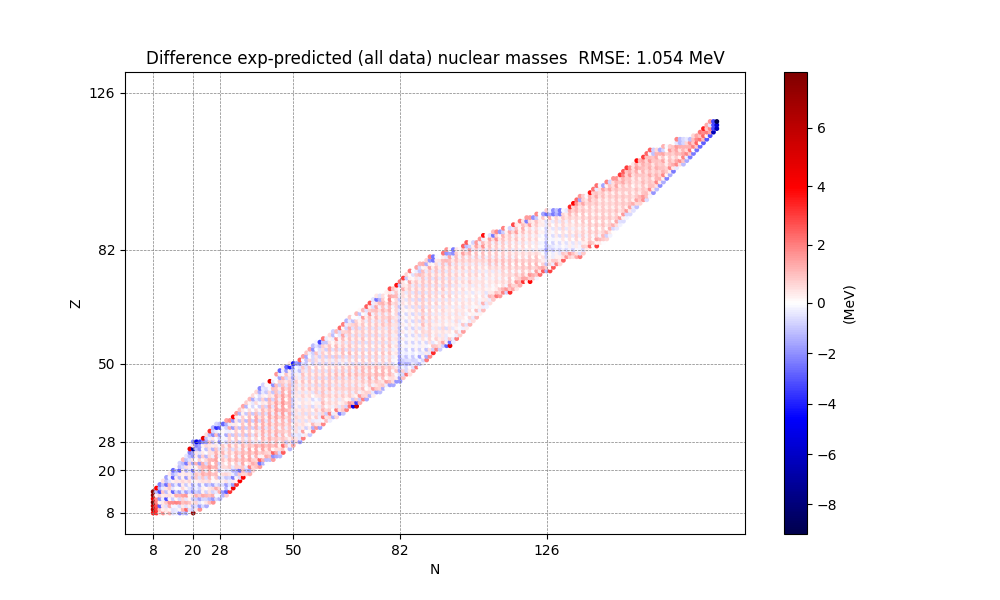 Difference exp-predicted (all data) nuclear masses  RMSE: 1.054 MeV
126
82
50
28
20
8
Z
8 20 28 50 82 126
N
6
4
2
0
−2
−4
−6
−8
(MeV)